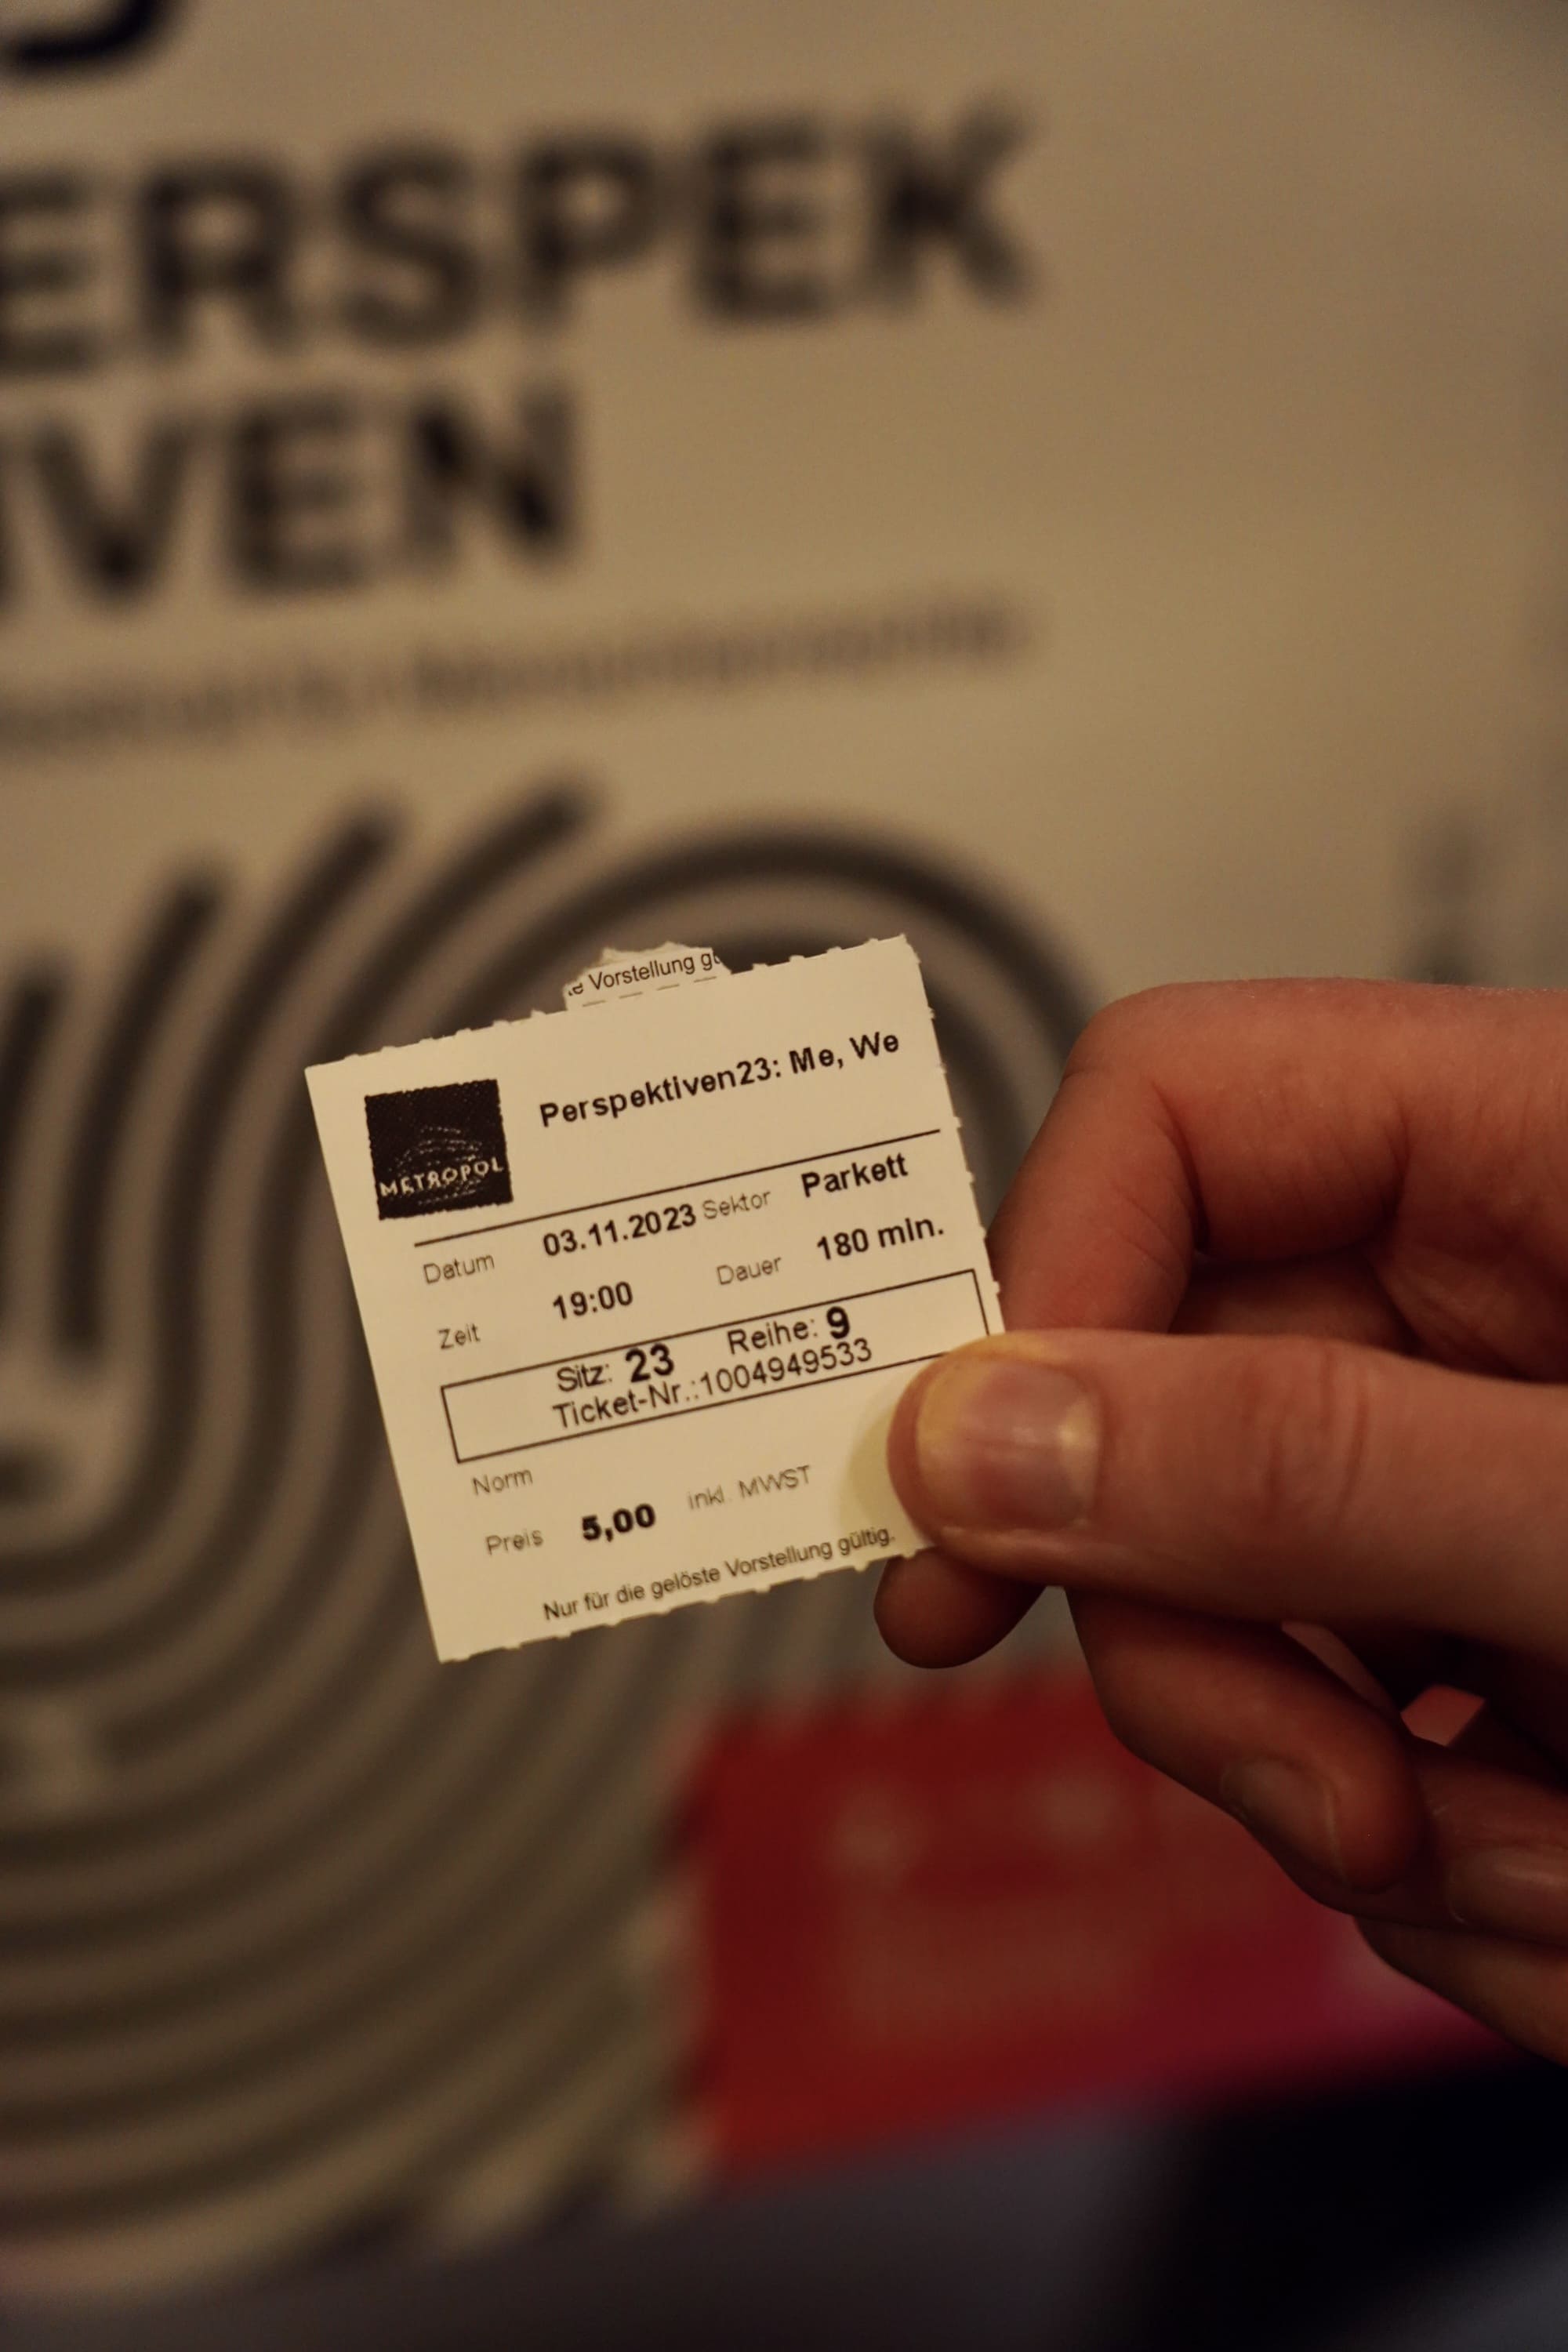 ERSPEK
IVEN
te Vorstellung gü
METROPOL
Perspektiven23: Me, We
Datum 03.11.2023 Sektor Parkett
Zeit 19:00 Dauer 180 min.
Sitz: 23 Reihe: 9
Ticket-Nr.:1004949533
Norm
Preis 5,00 inkl. MWST
Nur für die gelöste Vorstellung gültig.